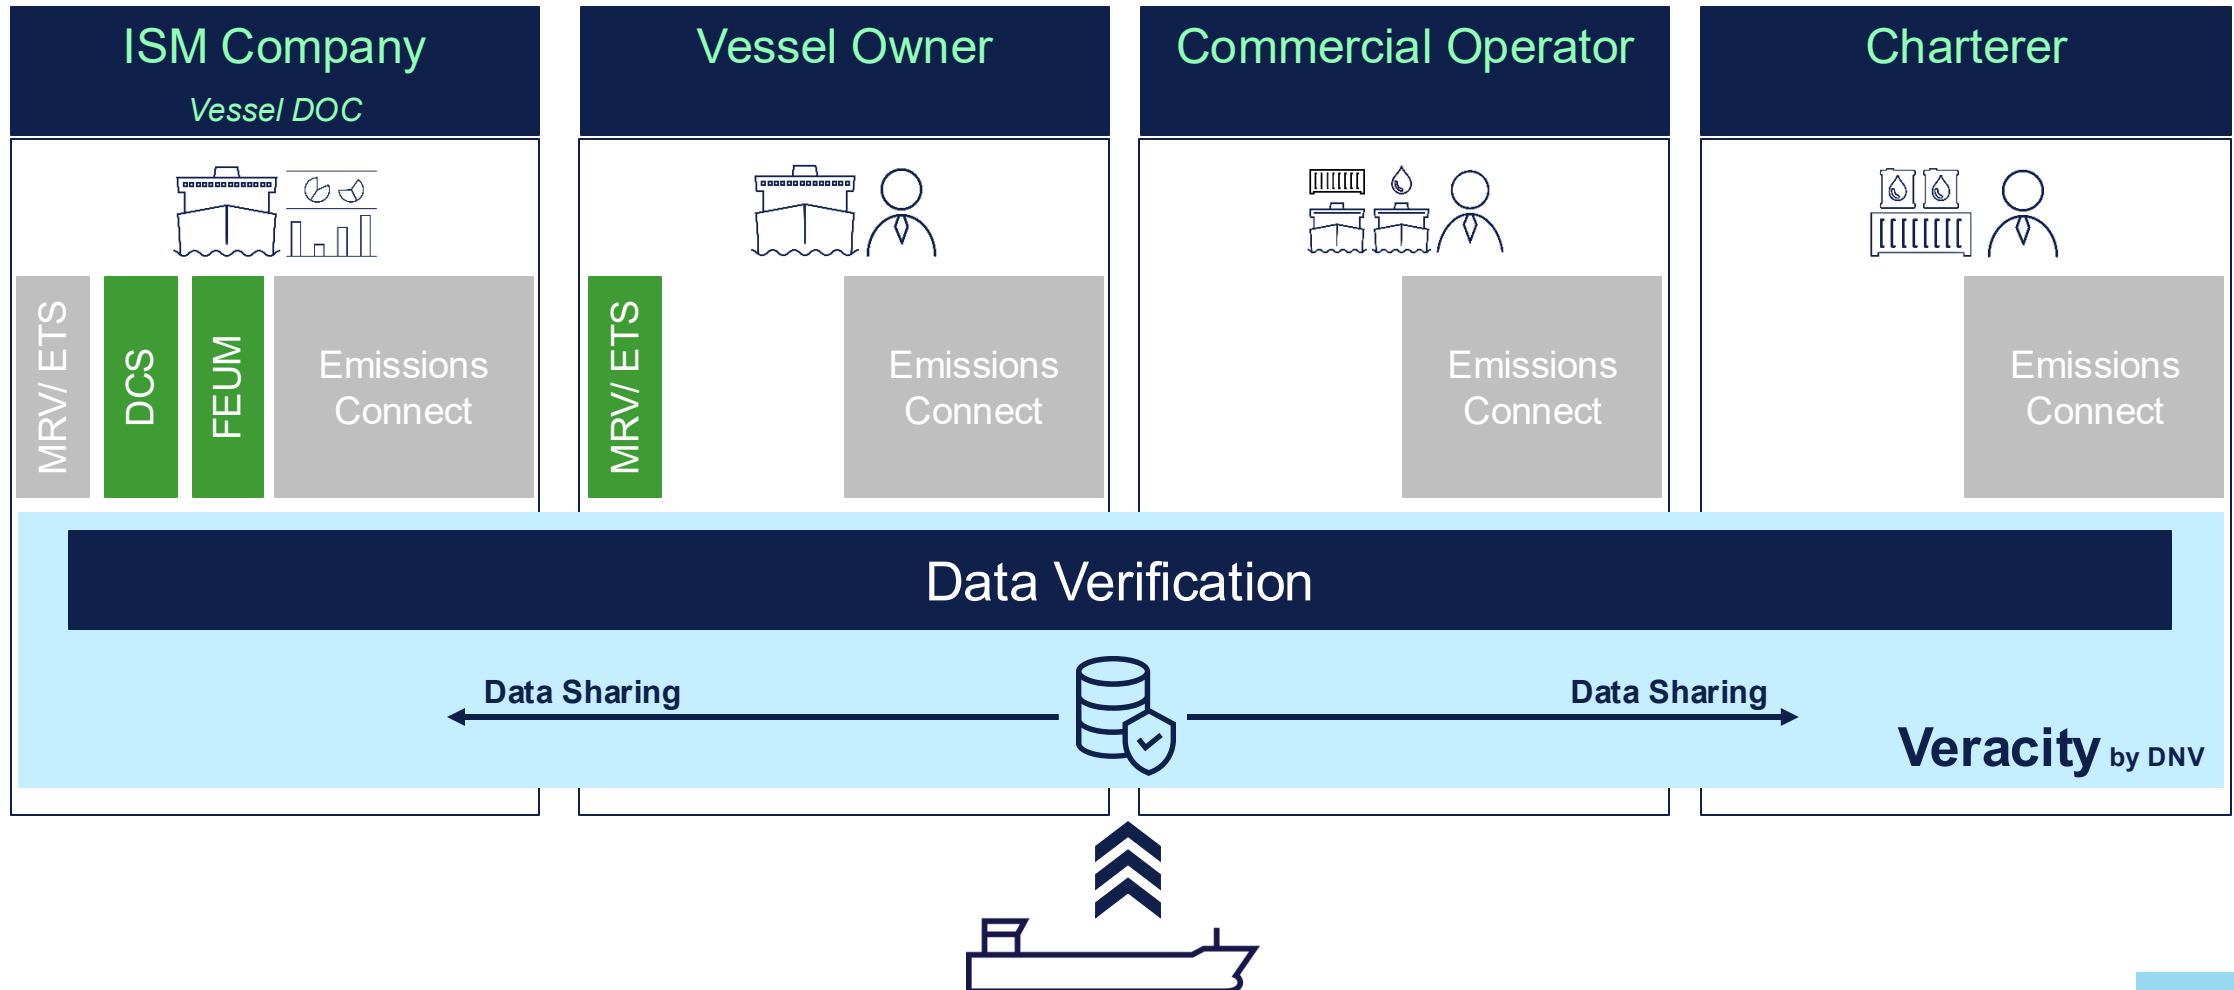 ISM Company
Vessel DOC
Vessel Owner
Commercial Operator
Charterer
MRV/ ETS
DCS
FEUM
Emissions
Connect
MRV/ ETS
Emissions
Connect
Emissions
Connect
Emissions
Connect
Data Verification
Data Sharing
Data Sharing
Veracity by DNV